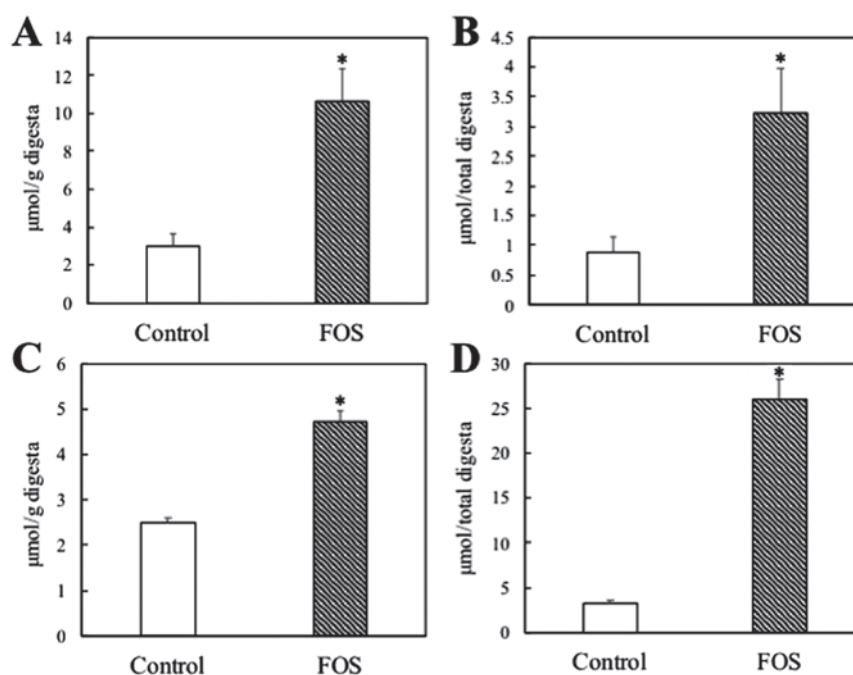 A
μmol/g digesta
14
12
10
8
6
4
2
0
*
Control
FOS
B
μmol/total digesta
4.5
4
3.5
3
2.5
2
1.5
1
0.5
0
*
Control
FOS
C
μmol/g digesta
6
5
4
3
2
1
0
*
Control
FOS
D
μmol/total digesta
30
25
20
15
10
5
0
*
Control
FOS